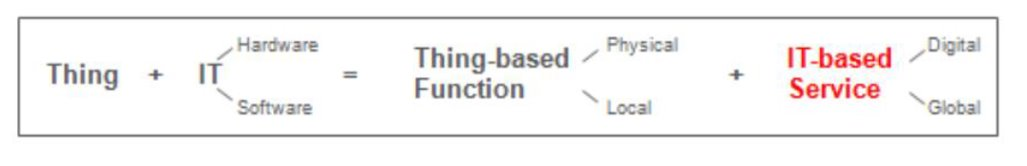 Hardware
Thing + IT
Software
=
Thing-based
Function
Physical
Local
+
IT-based
Service
Digital
Global